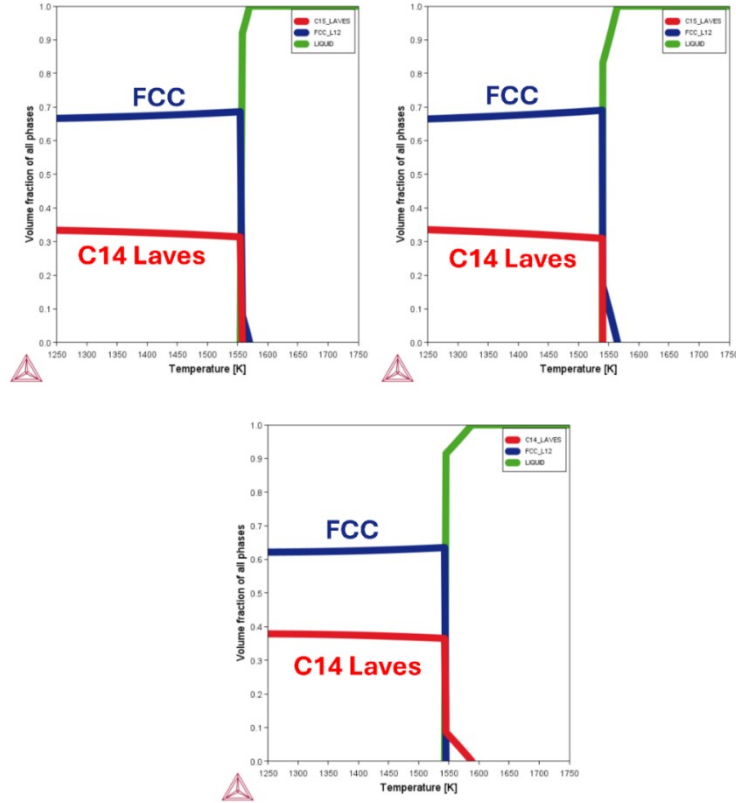 Volume fraction of all phases
1.0
0.9
0.8
0.7
0.6
0.5
0.4
0.3
0.2
0.1
0.0
C15_LAVES
FCC_L12
LIQUID
FCC
C14 Laves
1250 1300 1350 1400 1450 1500 1550 1600 1650 1700 1750
Temperature [K]
Volume fraction of all phases
1.0
0.9
0.8
0.7
0.6
0.5
0.4
0.3
0.2
0.1
0.0
C15_LAVES
FCC_L12
LIQUID
FCC
C14 Laves
1250 1300 1350 1400 1450 1500 1550 1600 1650 1700 1750
Temperature [K]
Volume fraction of all phases
1.0
0.9
0.8
0.7
0.6
0.5
0.4
0.3
0.2
0.1
0.0
C14_LAVES
FCC_L12
LIQUID
FCC
C14 Laves
1250 1300 1350 1400 1450 1500 1550 1600 1650 1700 1750
Temperature [K]